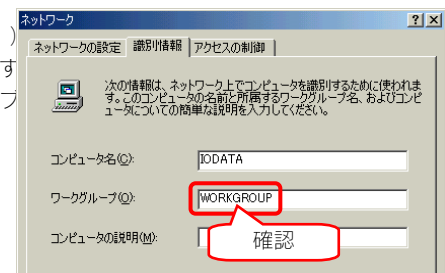 ネットワーク
)
す
ブ
ネットワークの設定 識別情報 アクセスの制御
次の情報は、ネットワーク上でコンピュータを識別するために使われま
す。このコンピュータの名前と所属するワークグループ名、およびコンピ
ュータについての簡単な説明を入力してください。
コンピュータ名(C): IODATA
ワークグループ(O): WORKGROUP
コンピュータの説明(M):
確認